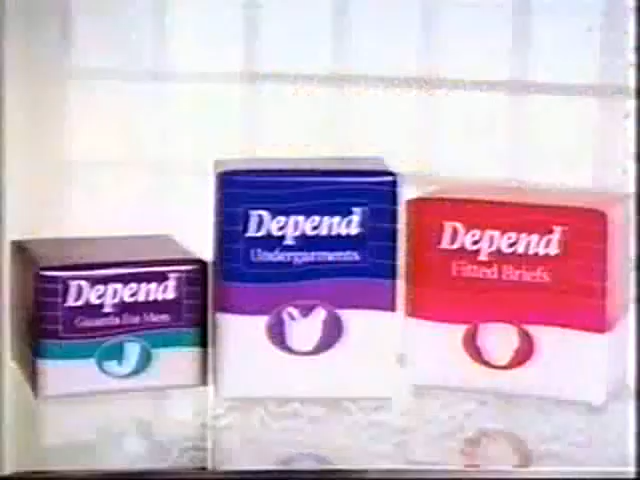 Depend
Guards For Men
Depend
Undergarments
Depend
Fitted Briefs